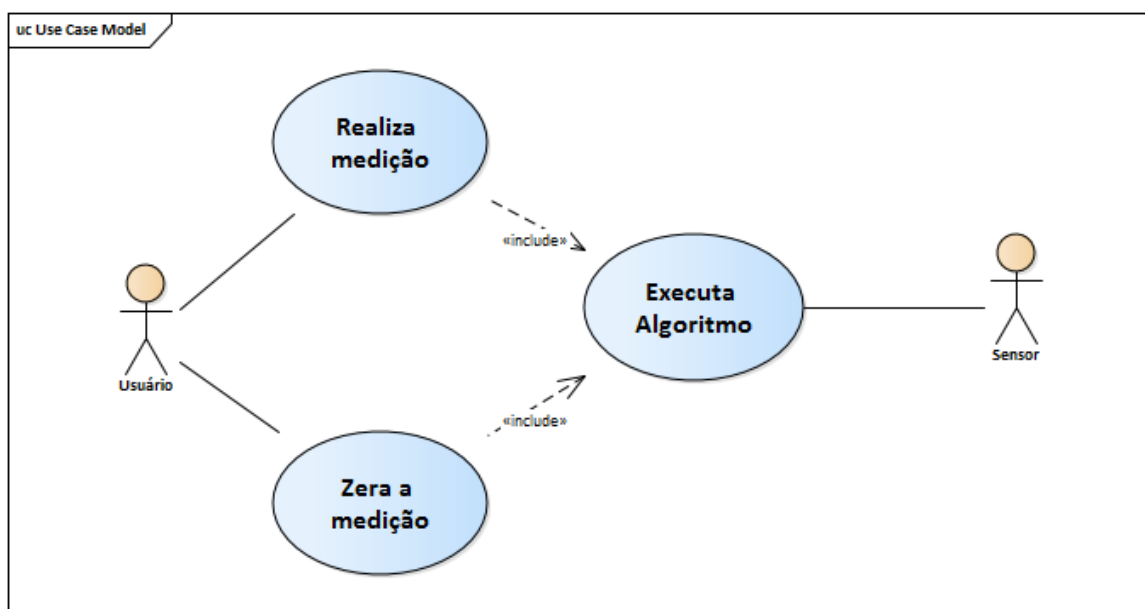 uc Use Case Model
Realiza
medição
«include»
Executa
Algoritmo
Usuário
Sensor
«include»
Zera a
medição